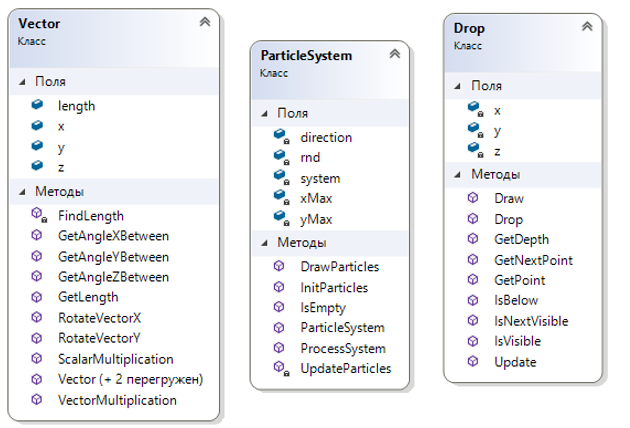 Vector
Класс
Поля
length
x
y
z
Методы
FindLength
GetAngleXBetween
GetAngleYBetween
GetAngleZBetween
GetLength
RotateVectorX
RotateVectorY
ScalarMultiplication
Vector (+ 2 перегружен)
VectorMultiplication
ParticleSystem
Класс
Поля
direction
rnd
system
xMax
yMax
Методы
DrawParticles
InitParticles
IsEmpty
ParticleSystem
ProcessSystem
UpdateParticles
Drop
Класс
Поля
x
y
z
Методы
Draw
Drop
GetDepth
GetNextPoint
GetPoint
IsBelow
IsNextVisible
IsVisible
Update